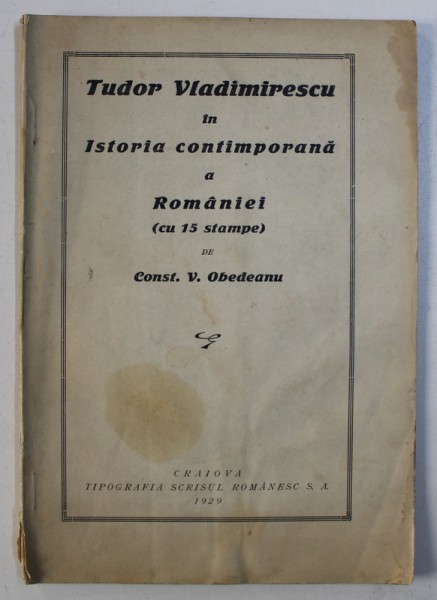 Tudor Vladimirescu
în
Istoria contimporană
a
României
(cu 15 stampe)
DE
Const. V. Obedeanu
CRAIOVA
TIPOGRAFIA SCRISUL ROMÂNESC S. A.
1929